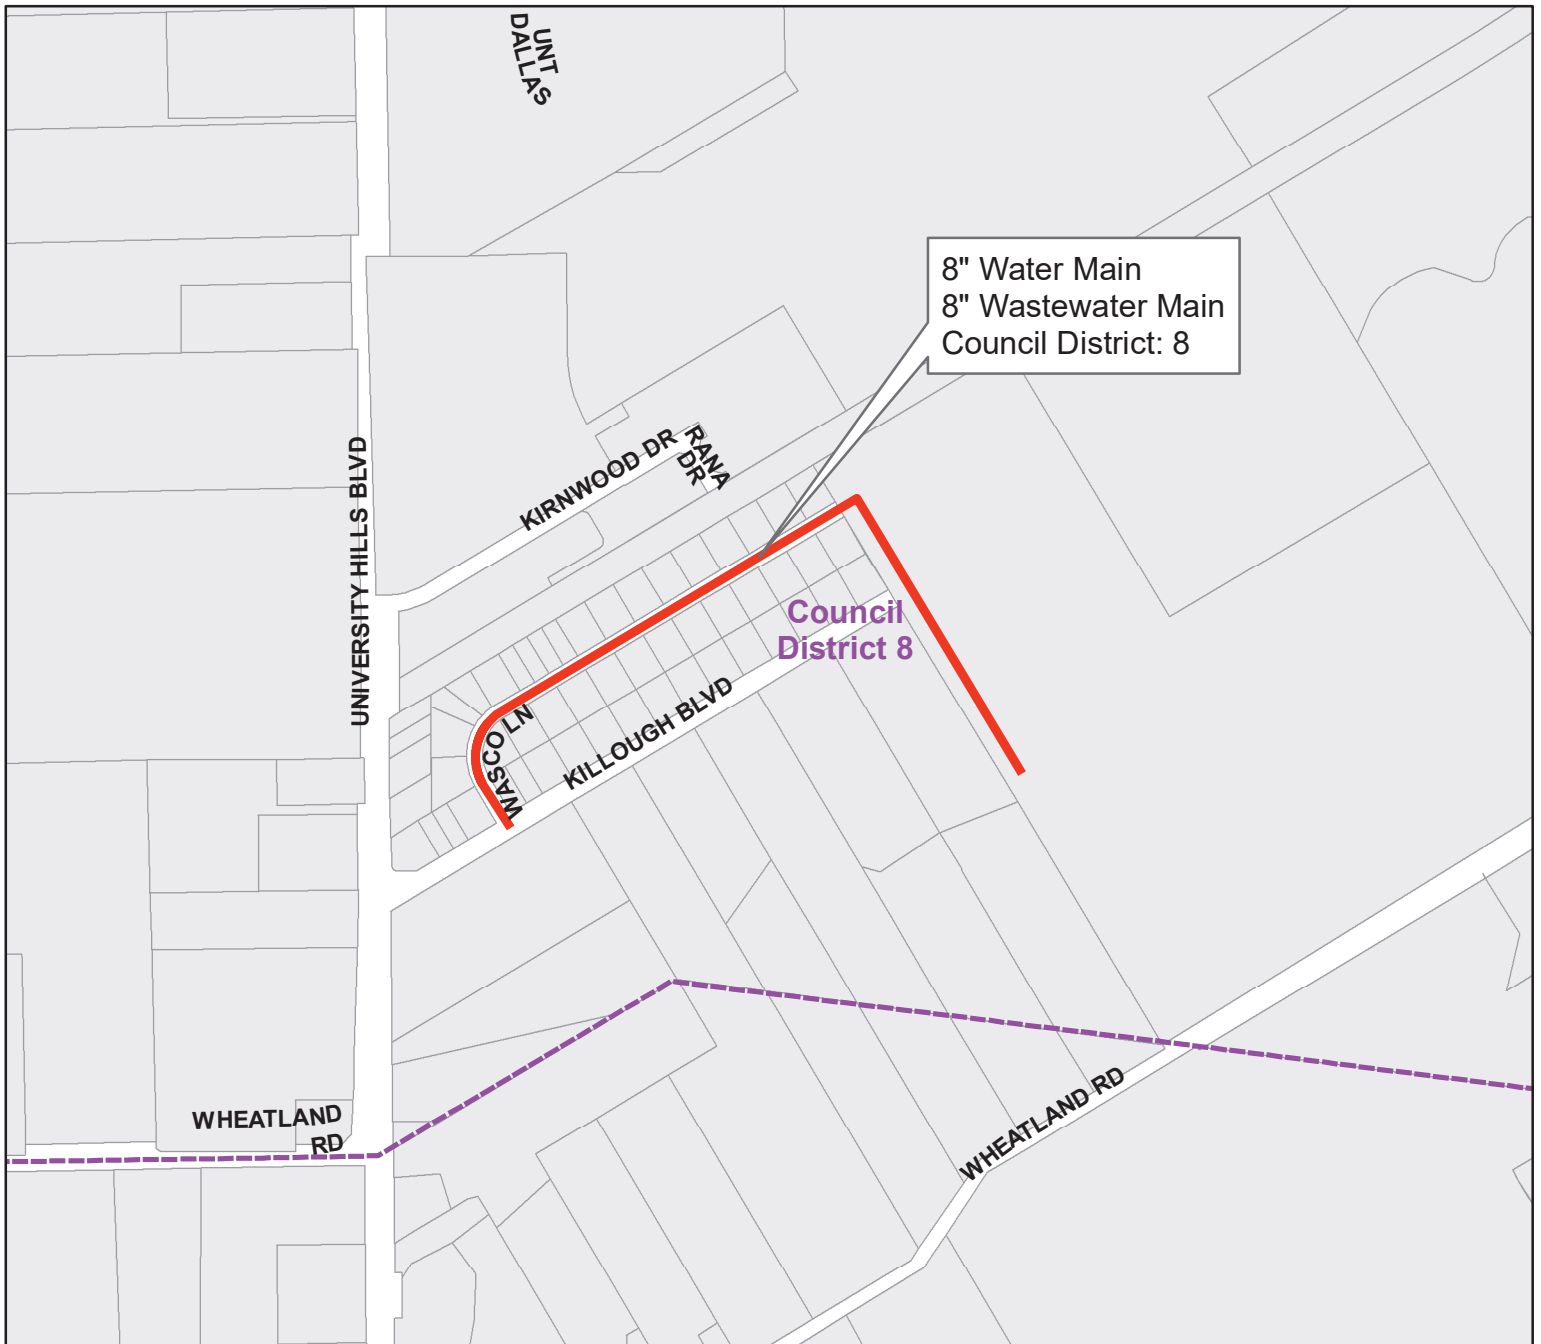 UNT
DALLAS
8" Water Main
8" Wastewater Main
Council District: 8
KIRNWOOD DR
RANA
DR
UNIVERSITY HILLS BLVD
Council
District 8
WASCO LN
KILLOUGH BLVD
WHEATLAND RD
WHEATLAND
RD